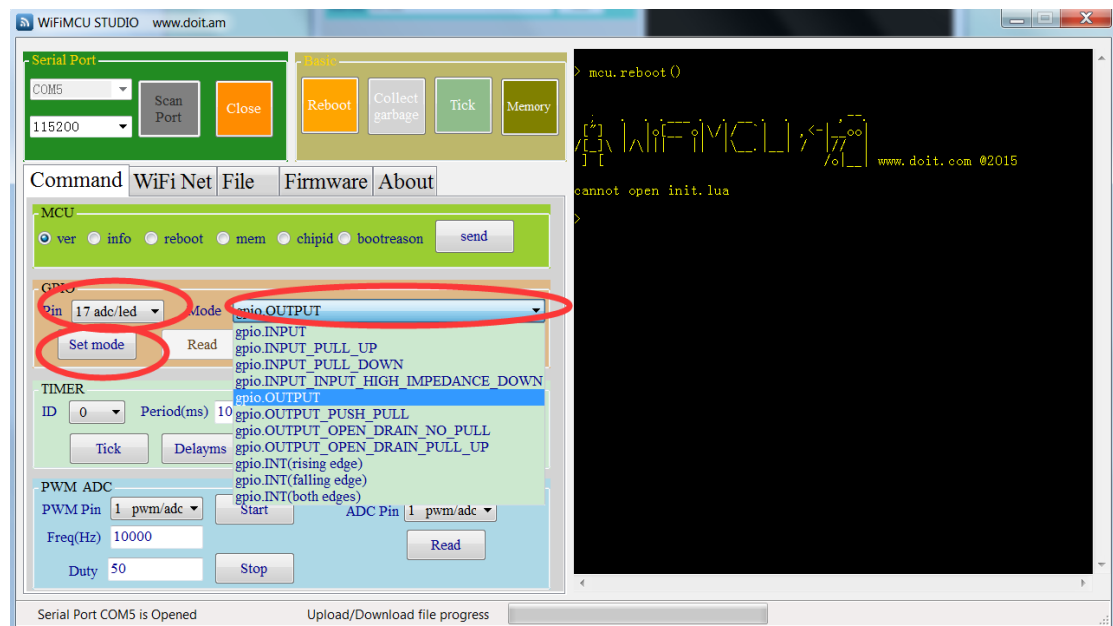 WiFiMCU STUDIO www.doit.am
Serial Port
COM5
115200
Scan
Port
Close
Basic
Reboot
Collect
garbage
Tick
Memory
Command WiFi Net File Firmware About
MCU
ver info reboot mem chipid bootreason send
GPIO
Pin 17 adc/led Mode gpio.OUTPUT
Set mode Read
gpio.INPUT
gpio.INPUT_PULL_UP
gpio.INPUT_PULL_DOWN
gpio.INPUT_INPUT_HIGH_IMPEDANCE_DOWN
gpio.OUTPUT
gpio.OUTPUT_PUSH_PULL
gpio.OUTPUT_OPEN_DRAIN_NO_PULL
gpio.OUTPUT_OPEN_DRAIN_PULL_UP
gpio.INT(rising edge)
gpio.INT(falling edge)
gpio.INT(both edges)
TIMER
ID 0 Period(ms) 10
Tick Delayms
PWM ADC
PWM Pin 1 pwm/adc Start ADC Pin 1 pwm/adc
Freq(Hz) 10000 Read
Duty 50 Stop
> mcu.reboot()
WiFiMCU
www.doit.com @2015
cannot open init.lua
>
Serial Port COM5 is Opened Upload/Download file progress